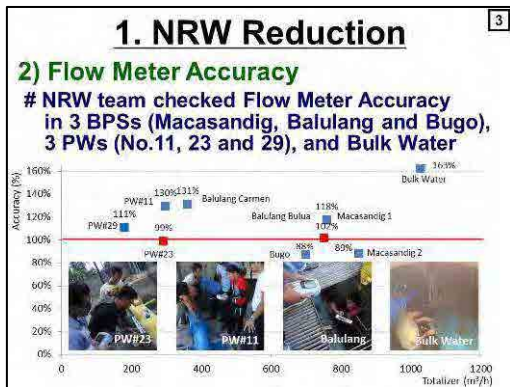 3
1. NRW Reduction
2) Flow Meter Accuracy
# NRW team checked Flow Meter Accuracy
in 3 BPSs (Macasandig, Balulang and Bugo),
3 PWs (No.11, 23 and 29), and Bulk Water
Accuracy (%)
160%
140%
120%
100%
80%
60%
40%
20%
0%
163%
Bulk Water
PW#11
130%
131%
Balulang Carmen
PW#29
111%
99%
PW#23
118%
Balulang Bulua
Macasandig 1
102%
88%
Bugo
89%
Macasandig 2
PW#23
PW#11
Balulang
Bulk Water
0
200
400
600
800
1000
1200
Totalizer (m³/h)